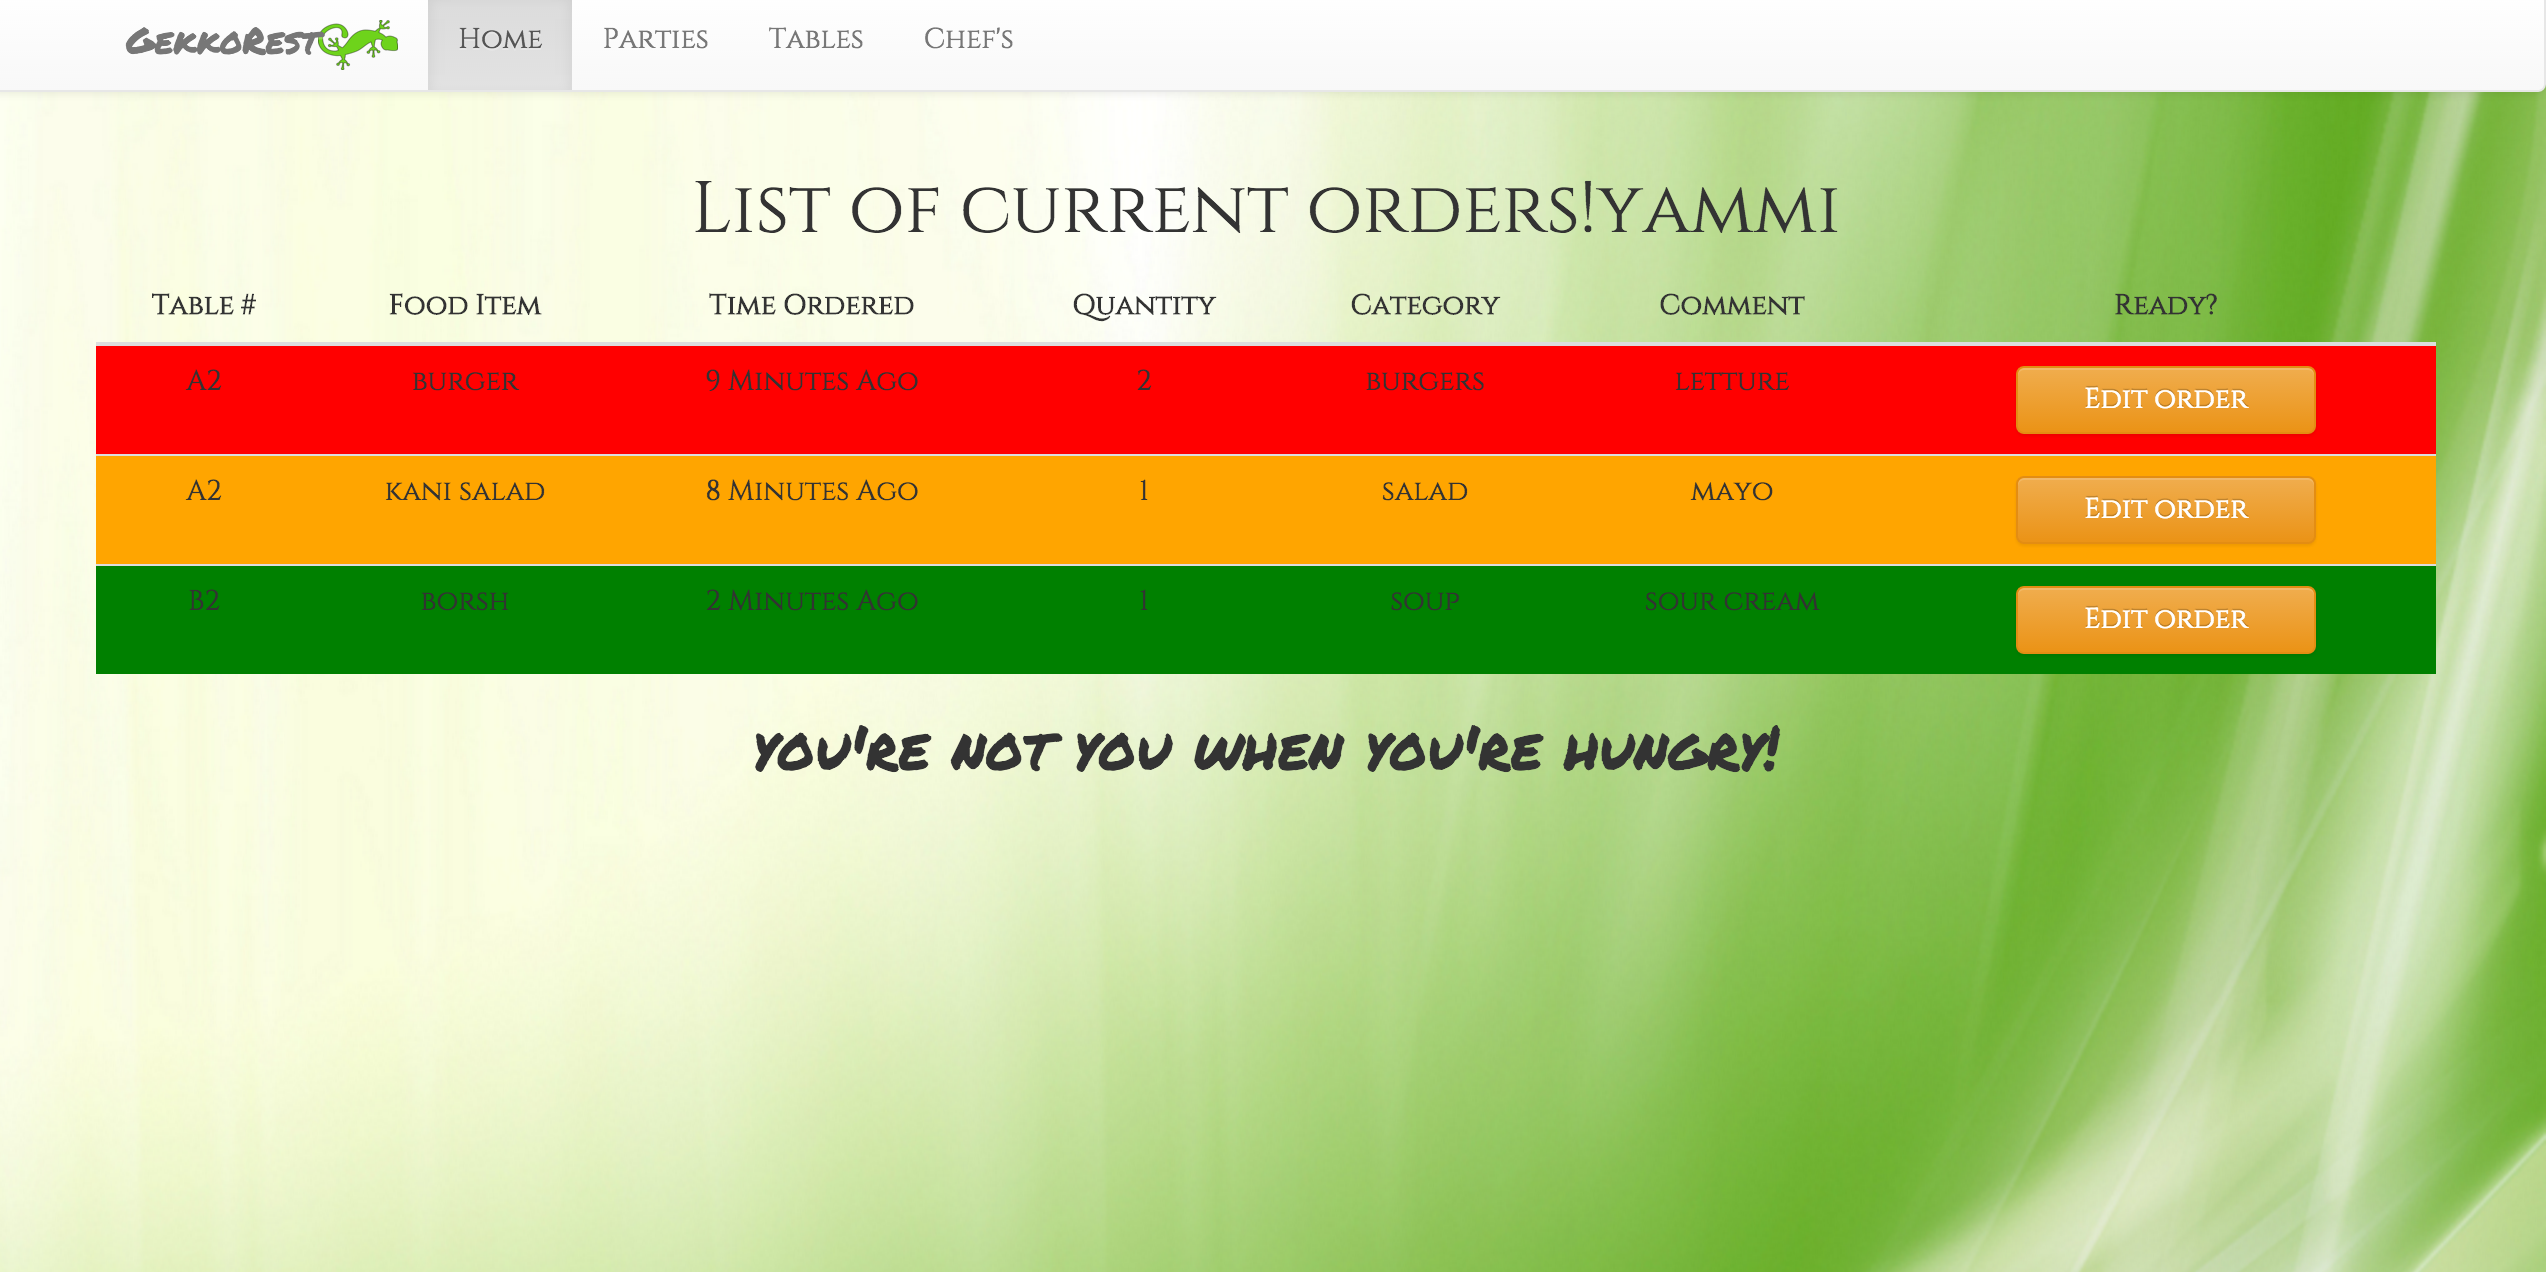 GekkoRest Home Parties Tables Chef's
List of current orders!yammi
Table # Food Item Time Ordered Quantity Category Comment Ready?
A2 burger 9 Minutes Ago 2 burgers letture Edit order
A2 kani salad 8 Minutes Ago 1 salad mayo Edit order
B2 borsh 2 Minutes Ago 1 soup sour cream Edit order
you're not you when you're hungry!